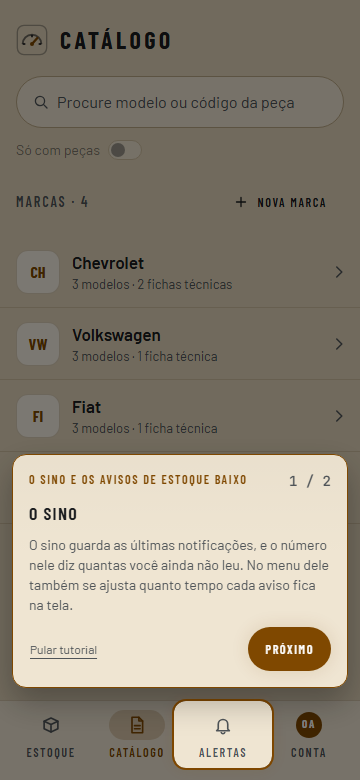 CATÁLOGO
Procure modelo ou código da peça
Só com peças
MARCAS · 4
+ NOVA MARCA
CH
Chevrolet
3 modelos · 2 fichas técnicas
VW
Volkswagen
3 modelos · 1 ficha técnica
FI
Fiat
3 modelos · 1 ficha técnica
O SINO E OS AVISOS DE ESTOQUE BAIXO
1 / 2
O SINO
O sino guarda as últimas notificações, e o número
nele diz quantas você ainda não leu. No menu dele
também se ajusta quanto tempo cada aviso fica
na tela.
Pular tutorial
PRÓXIMO
ESTOQUE
CATÁLOGO
ALERTAS
OA
CONTA